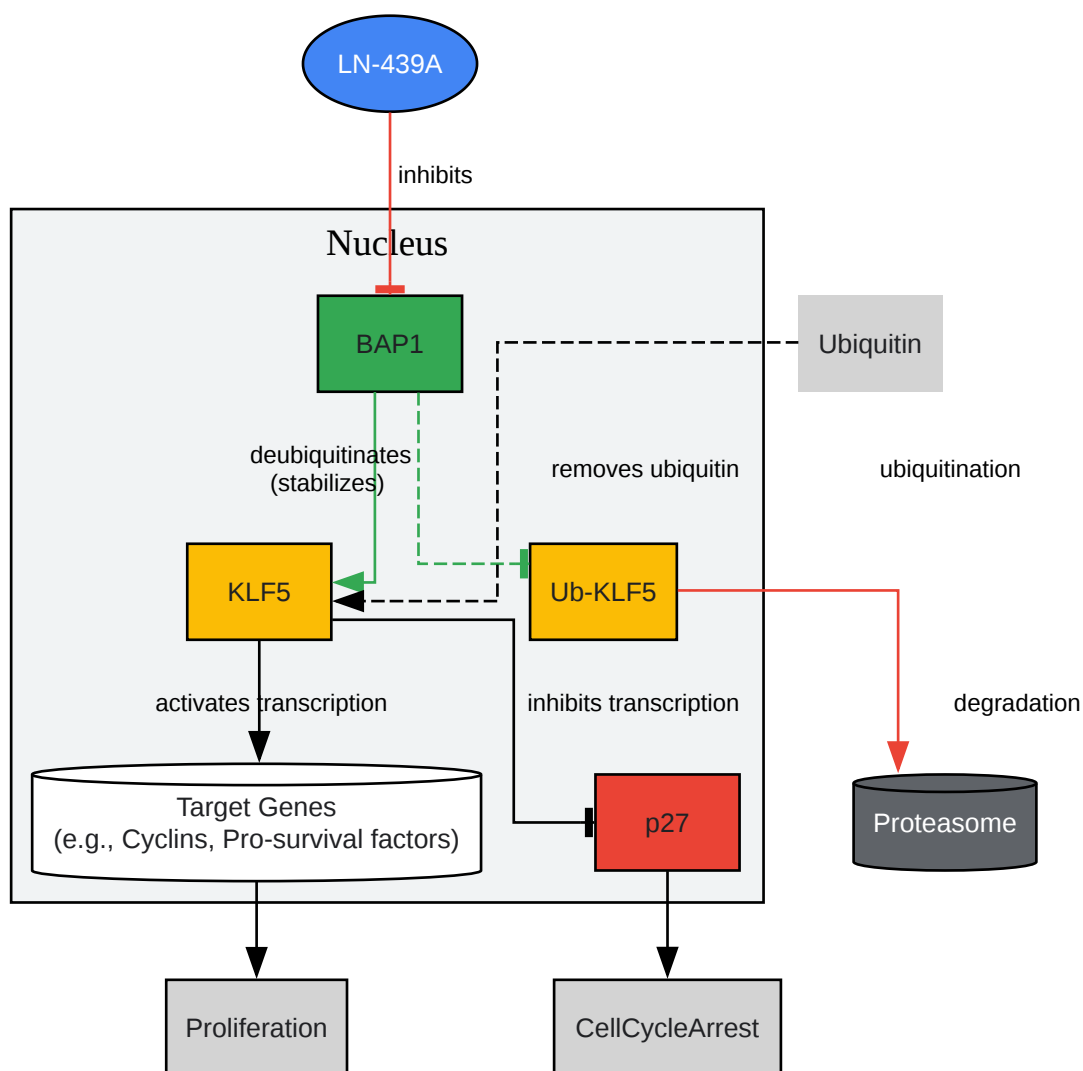 LN-439A
inhibits
Nucleus
BAP1
Ubiquitin
deubiquitinates
(stabilizes)
removes ubiquitin
ubiquitination
KLF5
Ub-KLF5
activates transcription
inhibits transcription
degradation
Target Genes
(e.g., Cyclins, Pro-survival factors)
p27
Proteasome
Proliferation
CellCycleArrest